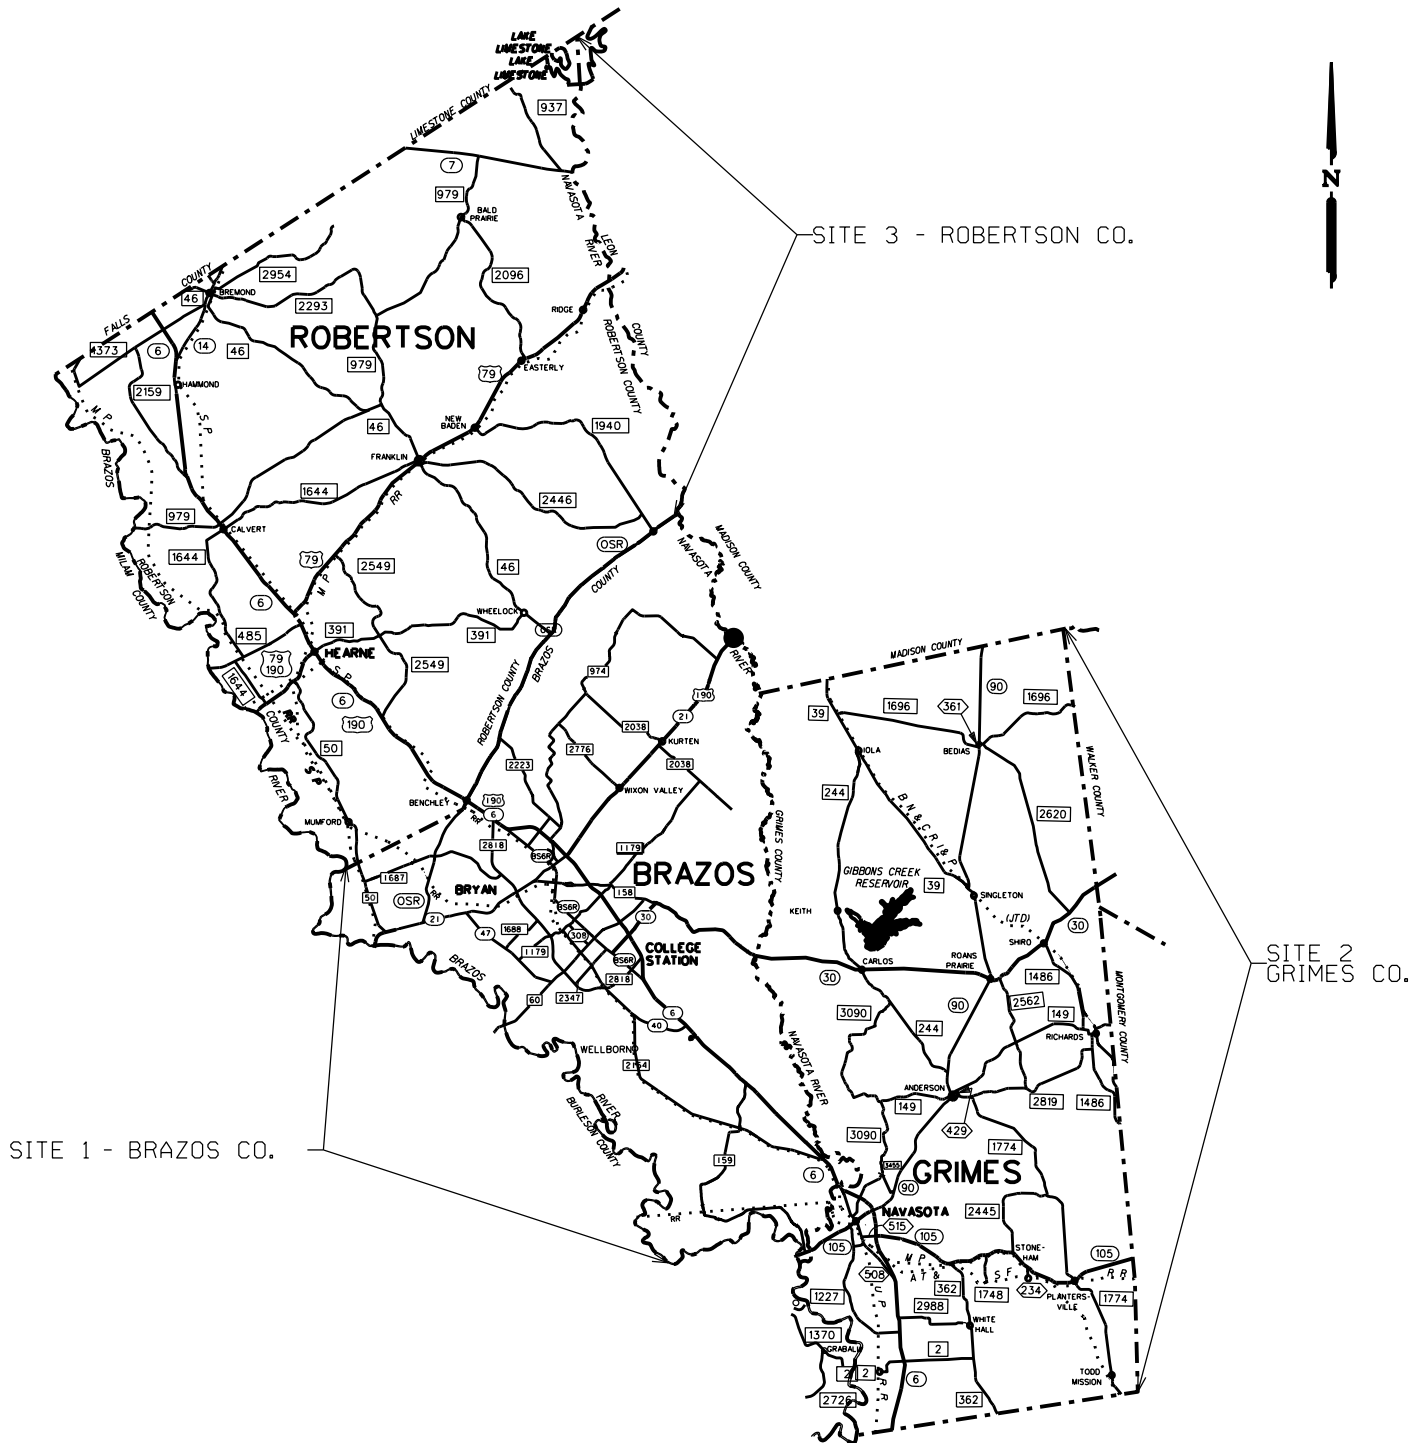 LAKE
LIMESTONE
LAKE
LIMESTONE
LIMESTONE COUNTY
937
7
979
NAVASOTA
RIVER
LEON
COUNTY
N
BALD
PRAIRIE
SITE 3 - ROBERTSON CO.
COUNTY
2954
2096
46
BREMOND
2293
RIDGE
FALLS
ROBERTSON
ROBERTSON COUNTY
4373
6
14
46
979
79
EASTERLY
HAMMOND
2159
M P
S P
NEW
BADEN
46
1940
BRAZOS
FRANKLIN
1644
RR
2446
979
CALVERT
OSR
MADISON COUNTY
NAVASOTA
1644
79
2549
46
COUNTY
MILAM COUNTY
ROBERTSON
M P
6
WHEELOCK
OSR
485
391
391
HEARNE
BRAZOS
RIVER
MADISON COUNTY
79
190
2549
974
90
1644
S P
ROBERTSON COUNTY
190
1696
361
1696
6
190
21
39
COUNTY
RR
2038
KURTEN
50
2776
IOLA
BEDIAS
WALKER COUNTY
2223
2038
S P
RIVER
WIXON VALLEY
244
B N & C R I & P
BENCHLEY
190
6
RR
2620
MUMFORD
GRIMES COUNTY
2818
BS6R
1179
BRAZOS
GIBBONS CREEK
RESERVOIR
1687
BRYAN
158
39
50
OSR
RR
SINGLETON
21
BS6R
30
KEITH
(JTD)
30
47
1688
308
SHIRO
COLLEGE
STATION
1179
BS6R
ROANS
PRAIRIE
SITE 2
GRIMES CO.
BRAZOS
CARLOS
2818
30
1486
60
2347
90
2562
MONTGOMERY COUNTY
3090
6
40
244
149
RICHARDS
WELLBORN
2154
NAVASOTA RIVER
ANDERSON
RIVER
BURLESON COUNTY
149
2819
1486
429
3090
1774
SITE 1 - BRAZOS CO.
159
6
3455
GRIMES
90
RR
NAVASOTA
2445
515
105
105
STONE-
HAM
105
M P
A T &
S F
R R
508
362
1748
234
PLANTERS-
VILLE
1774
1227
U P
2988
WHITE
HALL
1370
GRABALL
2
2
2
6
TODD
MISSION
R R
2726
362